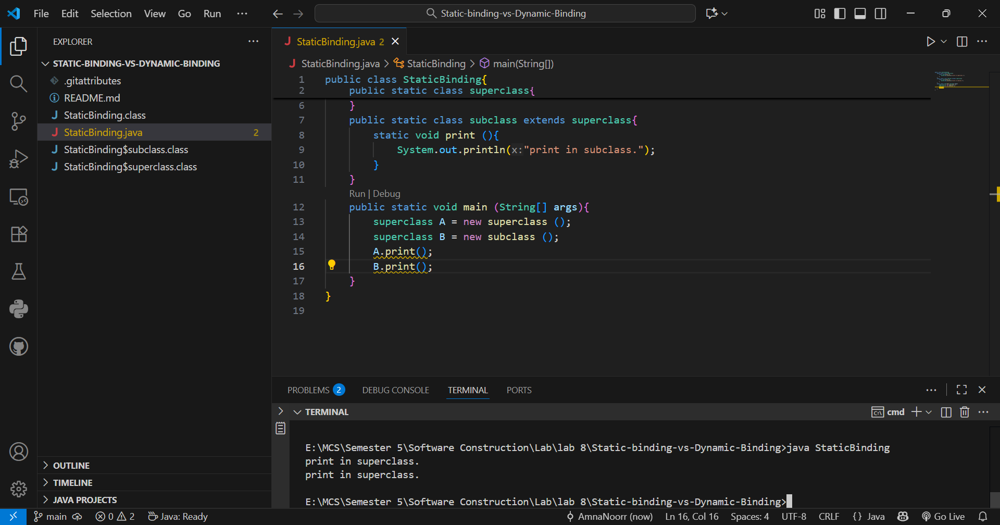 File Edit Selection View Go Run ···
Static-binding-vs-Dynamic-Binding
EXPLORER
STATIC-BINDING-VS-DYNAMIC-BINDING
.gitattributes
README.md
J StaticBinding.class
J StaticBinding.java 2
J StaticBinding$subclass.class
J StaticBinding$superclass.class
OUTLINE
TIMELINE
JAVA PROJECTS
J StaticBinding.java 2
J StaticBinding.java > StaticBinding > main(String[])
1 public class StaticBinding{
2 public static class superclass{
6 }
7 public static class subclass extends superclass{
8 static void print (){
9 System.out.println(x:"print in subclass.");
10 }
11 }
Run | Debug
12 public static void main (String[] args){
13 superclass A = new superclass ();
14 superclass B = new subclass ();
15 A.print();
16 B.print();
17 }
18 }
19
PROBLEMS 2 DEBUG CONSOLE TERMINAL PORTS
TERMINAL
cmd
E:\MCS\Semester 5\Software Construction\Lab\lab 8\Static-binding-vs-Dynamic-Binding>java StaticBinding
print in superclass.
print in superclass.
E:\MCS\Semester 5\Software Construction\Lab\lab 8\Static-binding-vs-Dynamic-Binding>
main 0 2 Java: Ready AmnaNoorr (now) Ln 16, Col 16 Spaces: 4 UTF-8 CRLF {} Java Go Live